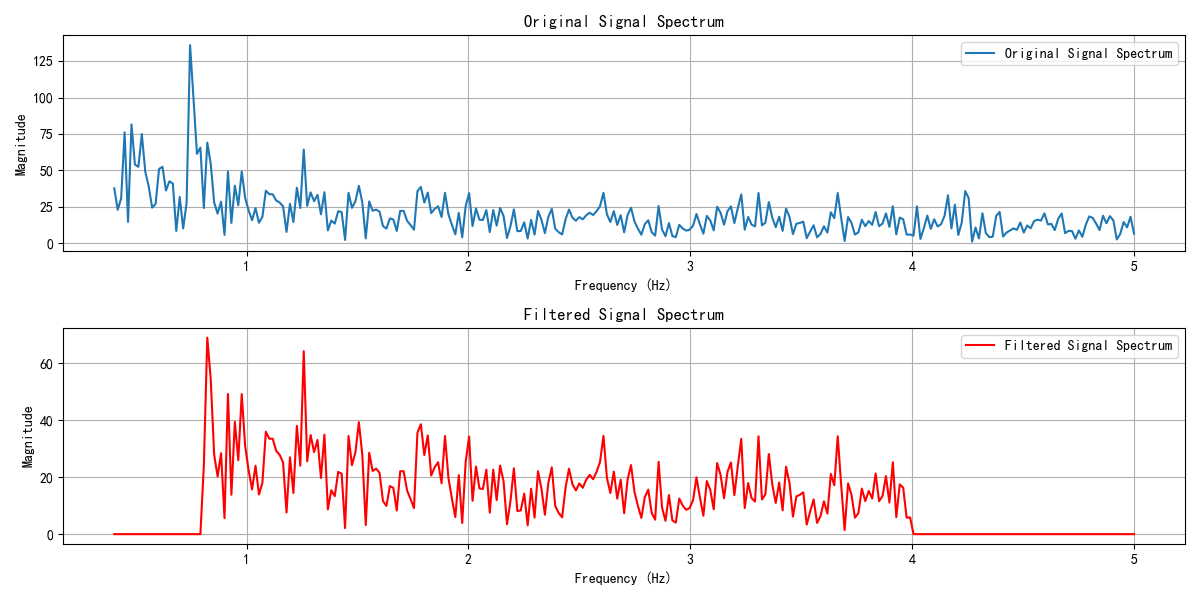 Original Signal Spectrum
Original Signal Spectrum
Magnitude
125
100
75
50
25
0
1
2
3
4
5
Frequency (Hz)
Filtered Signal Spectrum
Filtered Signal Spectrum
Magnitude
60
40
20
0
1
2
3
4
5
Frequency (Hz)